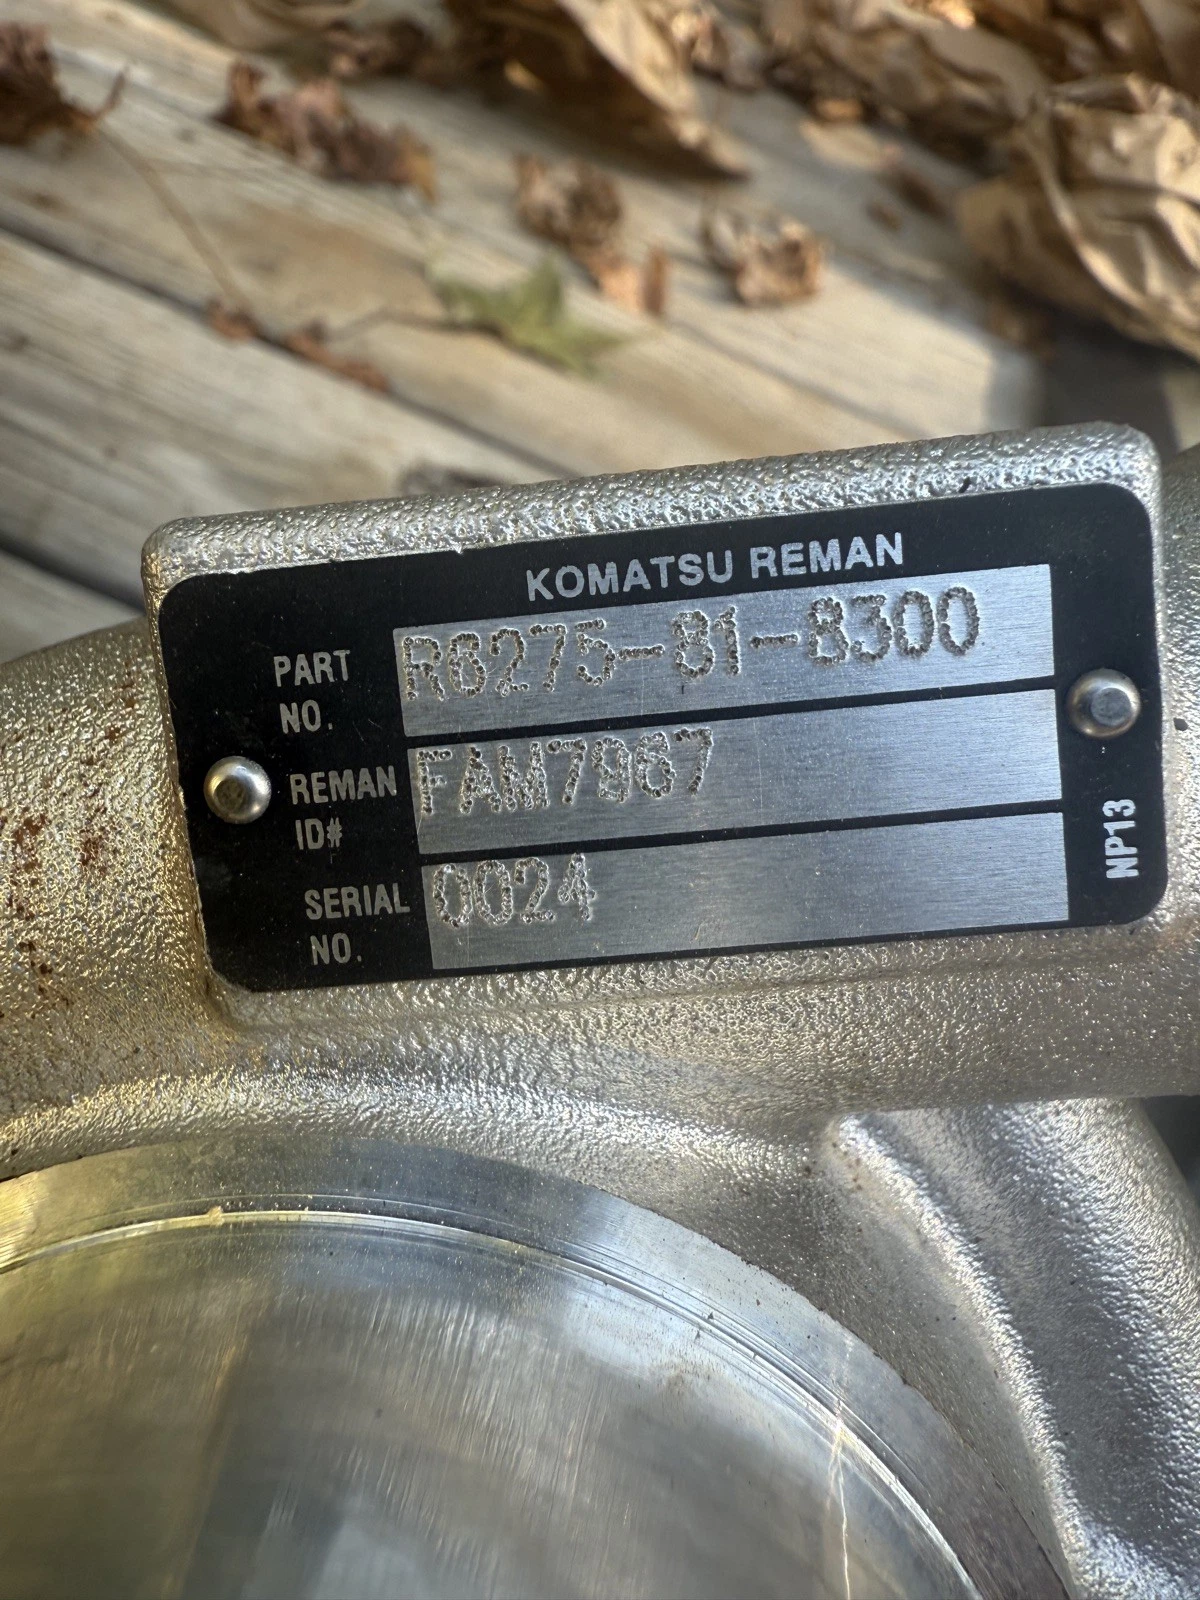 KOMATSU REMAN
PART NO. R6275-81-8300
REMAN ID# FAM7967
SERIAL NO. 0024
NP13